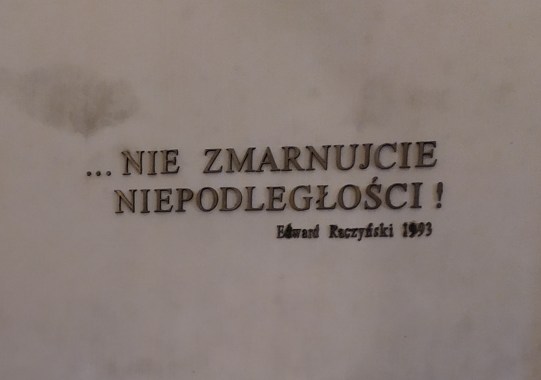 ... NIE ZMARNUJCIE
NIEPODLEGŁOŚCI !
Edward Raczyński 1993